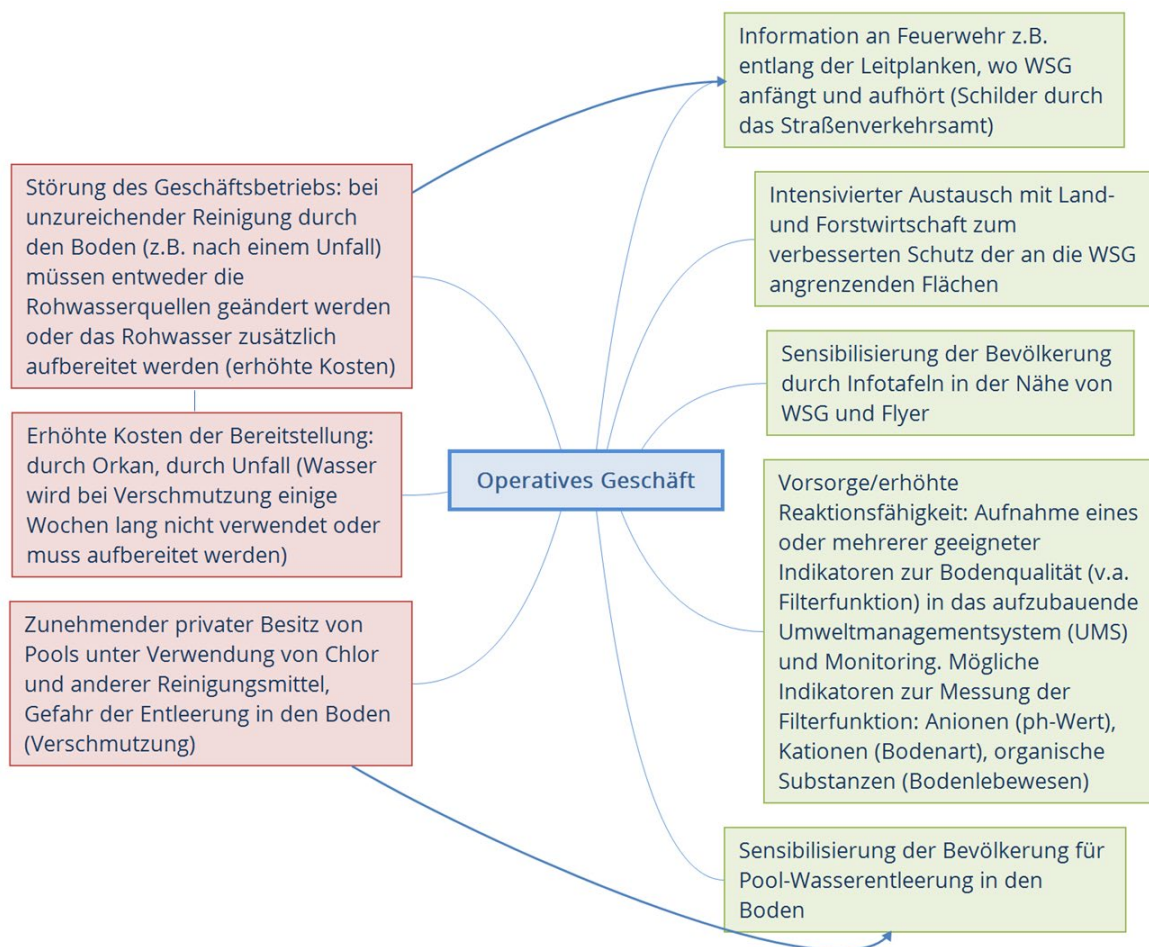 Störung des Geschäftsbetriebs: bei
unzureichender Reinigung durch
den Boden (z.B. nach einem Unfall)
müssen entweder die
Rohwasserquellen geändert werden
oder das Rohwasser zusätzlich
aufbereitet werden (erhöhte Kosten)
Erhöhte Kosten der Bereitstellung:
durch Orkan, durch Unfall (Wasser
wird bei Verschmutzung einige
Wochen lang nicht verwendet oder
muss aufbereitet werden)
Zunehmender privater Besitz von
Pools unter Verwendung von Chlor
und anderer Reinigungsmittel,
Gefahr der Entleerung in den Boden
(Verschmutzung)
Operatives Geschäft
Information an Feuerwehr z.B.
entlang der Leitplanken, wo WSG
anfängt und aufhört (Schilder durch
das Straßenverkehrsamt)
Intensivierter Austausch mit Land-
und Forstwirtschaft zum
verbesserten Schutz der an die WSG
angrenzenden Flächen
Sensibilisierung der Bevölkerung
durch Infotafeln in der Nähe von
WSG und Flyer
Vorsorge/erhöhte
Reaktionsfähigkeit: Aufnahme eines
oder mehrerer geeigneter
Indikatoren zur Bodenqualität (v.a.
Filterfunktion) in das aufzubauende
Umweltmanagementsystem (UMS)
und Monitoring. Mögliche
Indikatoren zur Messung der
Filterfunktion: Anionen (ph-Wert),
Kationen (Bodenart), organische
Substanzen (Bodenlebewesen)
Sensibilisierung der Bevölkerung für
Pool-Wasserentleerung in den
Boden